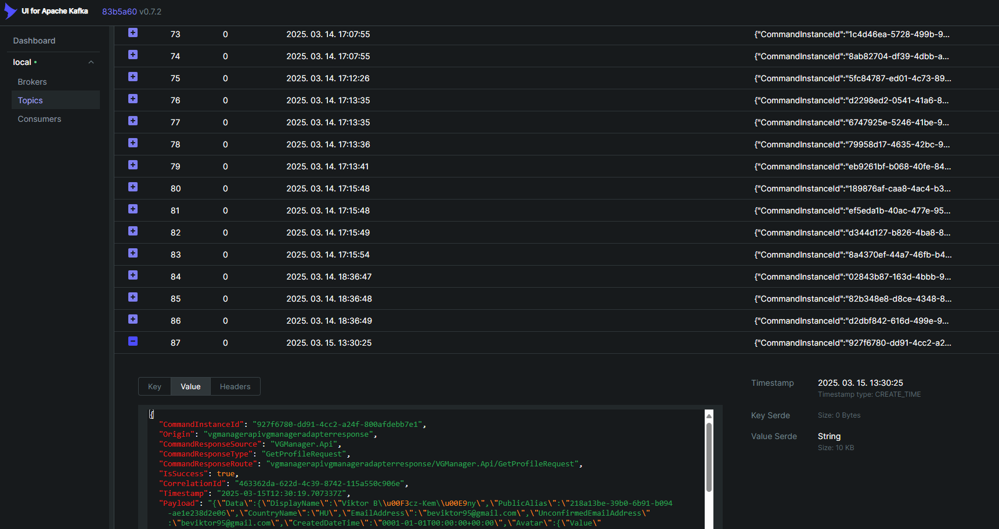 UI for Apache Kafka 83b5a60 v0.7.2
Dashboard
local
Brokers
Topics
Consumers
73 0 2025. 03. 14. 17:07:55 {"CommandInstanceId":"1c4d46ea-5728-499b-9...
74 0 2025. 03. 14. 17:07:55 {"CommandInstanceId":"8ab82704-df39-4dbb-a...
75 0 2025. 03. 14. 17:12:26 {"CommandInstanceId":"5fc84787-ed01-4c73-89...
76 0 2025. 03. 14. 17:13:35 {"CommandInstanceId":"d2298ed2-0541-41a6-8...
77 0 2025. 03. 14. 17:13:35 {"CommandInstanceId":"6747925e-5246-41be-9...
78 0 2025. 03. 14. 17:13:36 {"CommandInstanceId":"79958d17-4635-42bc-9...
79 0 2025. 03. 14. 17:13:41 {"CommandInstanceId":"eb9261bf-b068-40fe-84...
80 0 2025. 03. 14. 17:15:48 {"CommandInstanceId":"189876af-caa8-4ac4-b3...
81 0 2025. 03. 14. 17:15:48 {"CommandInstanceId":"ef5eda1b-40ac-477e-95...
82 0 2025. 03. 14. 17:15:49 {"CommandInstanceId":"d344d127-b826-4ba8-8...
83 0 2025. 03. 14. 17:15:54 {"CommandInstanceId":"8a4370ef-44a7-46fb-b4...
84 0 2025. 03. 14. 18:36:47 {"CommandInstanceId":"02843b87-163d-4bbb-9...
85 0 2025. 03. 14. 18:36:48 {"CommandInstanceId":"82b348e8-d8ce-4348-8...
86 0 2025. 03. 14. 18:36:49 {"CommandInstanceId":"d2dbf842-616d-499e-9...
87 0 2025. 03. 15. 13:30:25 {"CommandInstanceId":"927f6780-dd91-4cc2-a2...
Key Value Headers
{
"CommandInstanceId": "927f6780-dd91-4cc2-a24f-800afdebb7e1",
"Origin": "vgmanagerapivgmanageradapterresponse",
"CommandResponseSource": "VGManager.Api",
"CommandResponseType": "GetProfileRequest",
"CommandResponseRoute": "vgmanagerapivgmanageradapterresponse/VGManager.Api/GetProfileRequest",
"IsSuccess": true,
"CorrelationId": "463362da-622d-4c39-8742-115a550c906e",
"Timestamp": "2025-03-15T12:30:19.707337Z",
"Payload": "{\"Data\":{\"DisplayName\":\"Viktor B\\u00F3cz-Kem\\u00E9ny\",\"PublicAlias\":\"218a13be-39b0-6b91-b094
-ae1e238d2e06\",\"CountryName\":\"HU\",\"EmailAddress\":\"beviktor95@gmail.com\",\"UnconfirmedEmailAddress\"
:\"beviktor95@gmail.com\",\"CreatedDateTime\":\"0001-01-01T00:00:00+00:00\",\"Avatar\":{\"Value\"
Timestamp 2025. 03. 15. 13:30:25
Timestamp type: CREATE_TIME
Key Serde Size: 0 Bytes
Value Serde String
Size: 10 KB